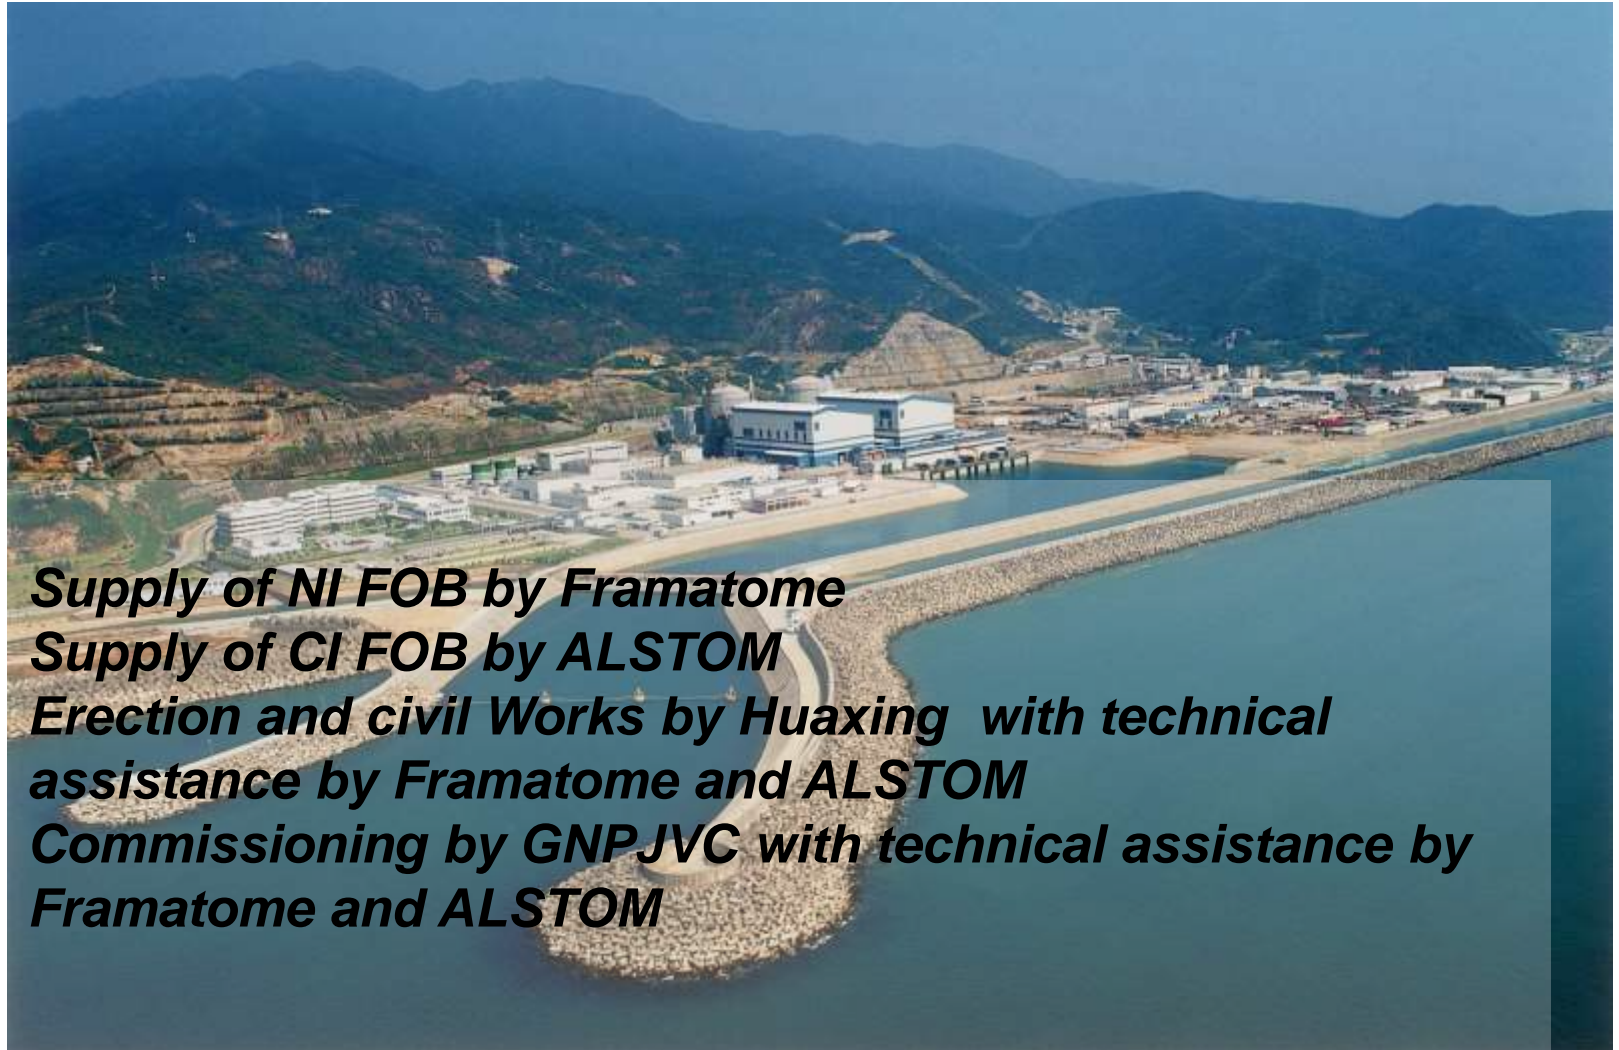 Supply of NI FOB by Framatome
Supply of CI FOB by ALSTOM
Erection and civil Works by Huaxing  with technical
assistance by Framatome and ALSTOM
Commissioning by GNPJVC with technical assistance by
Framatome and ALSTOM